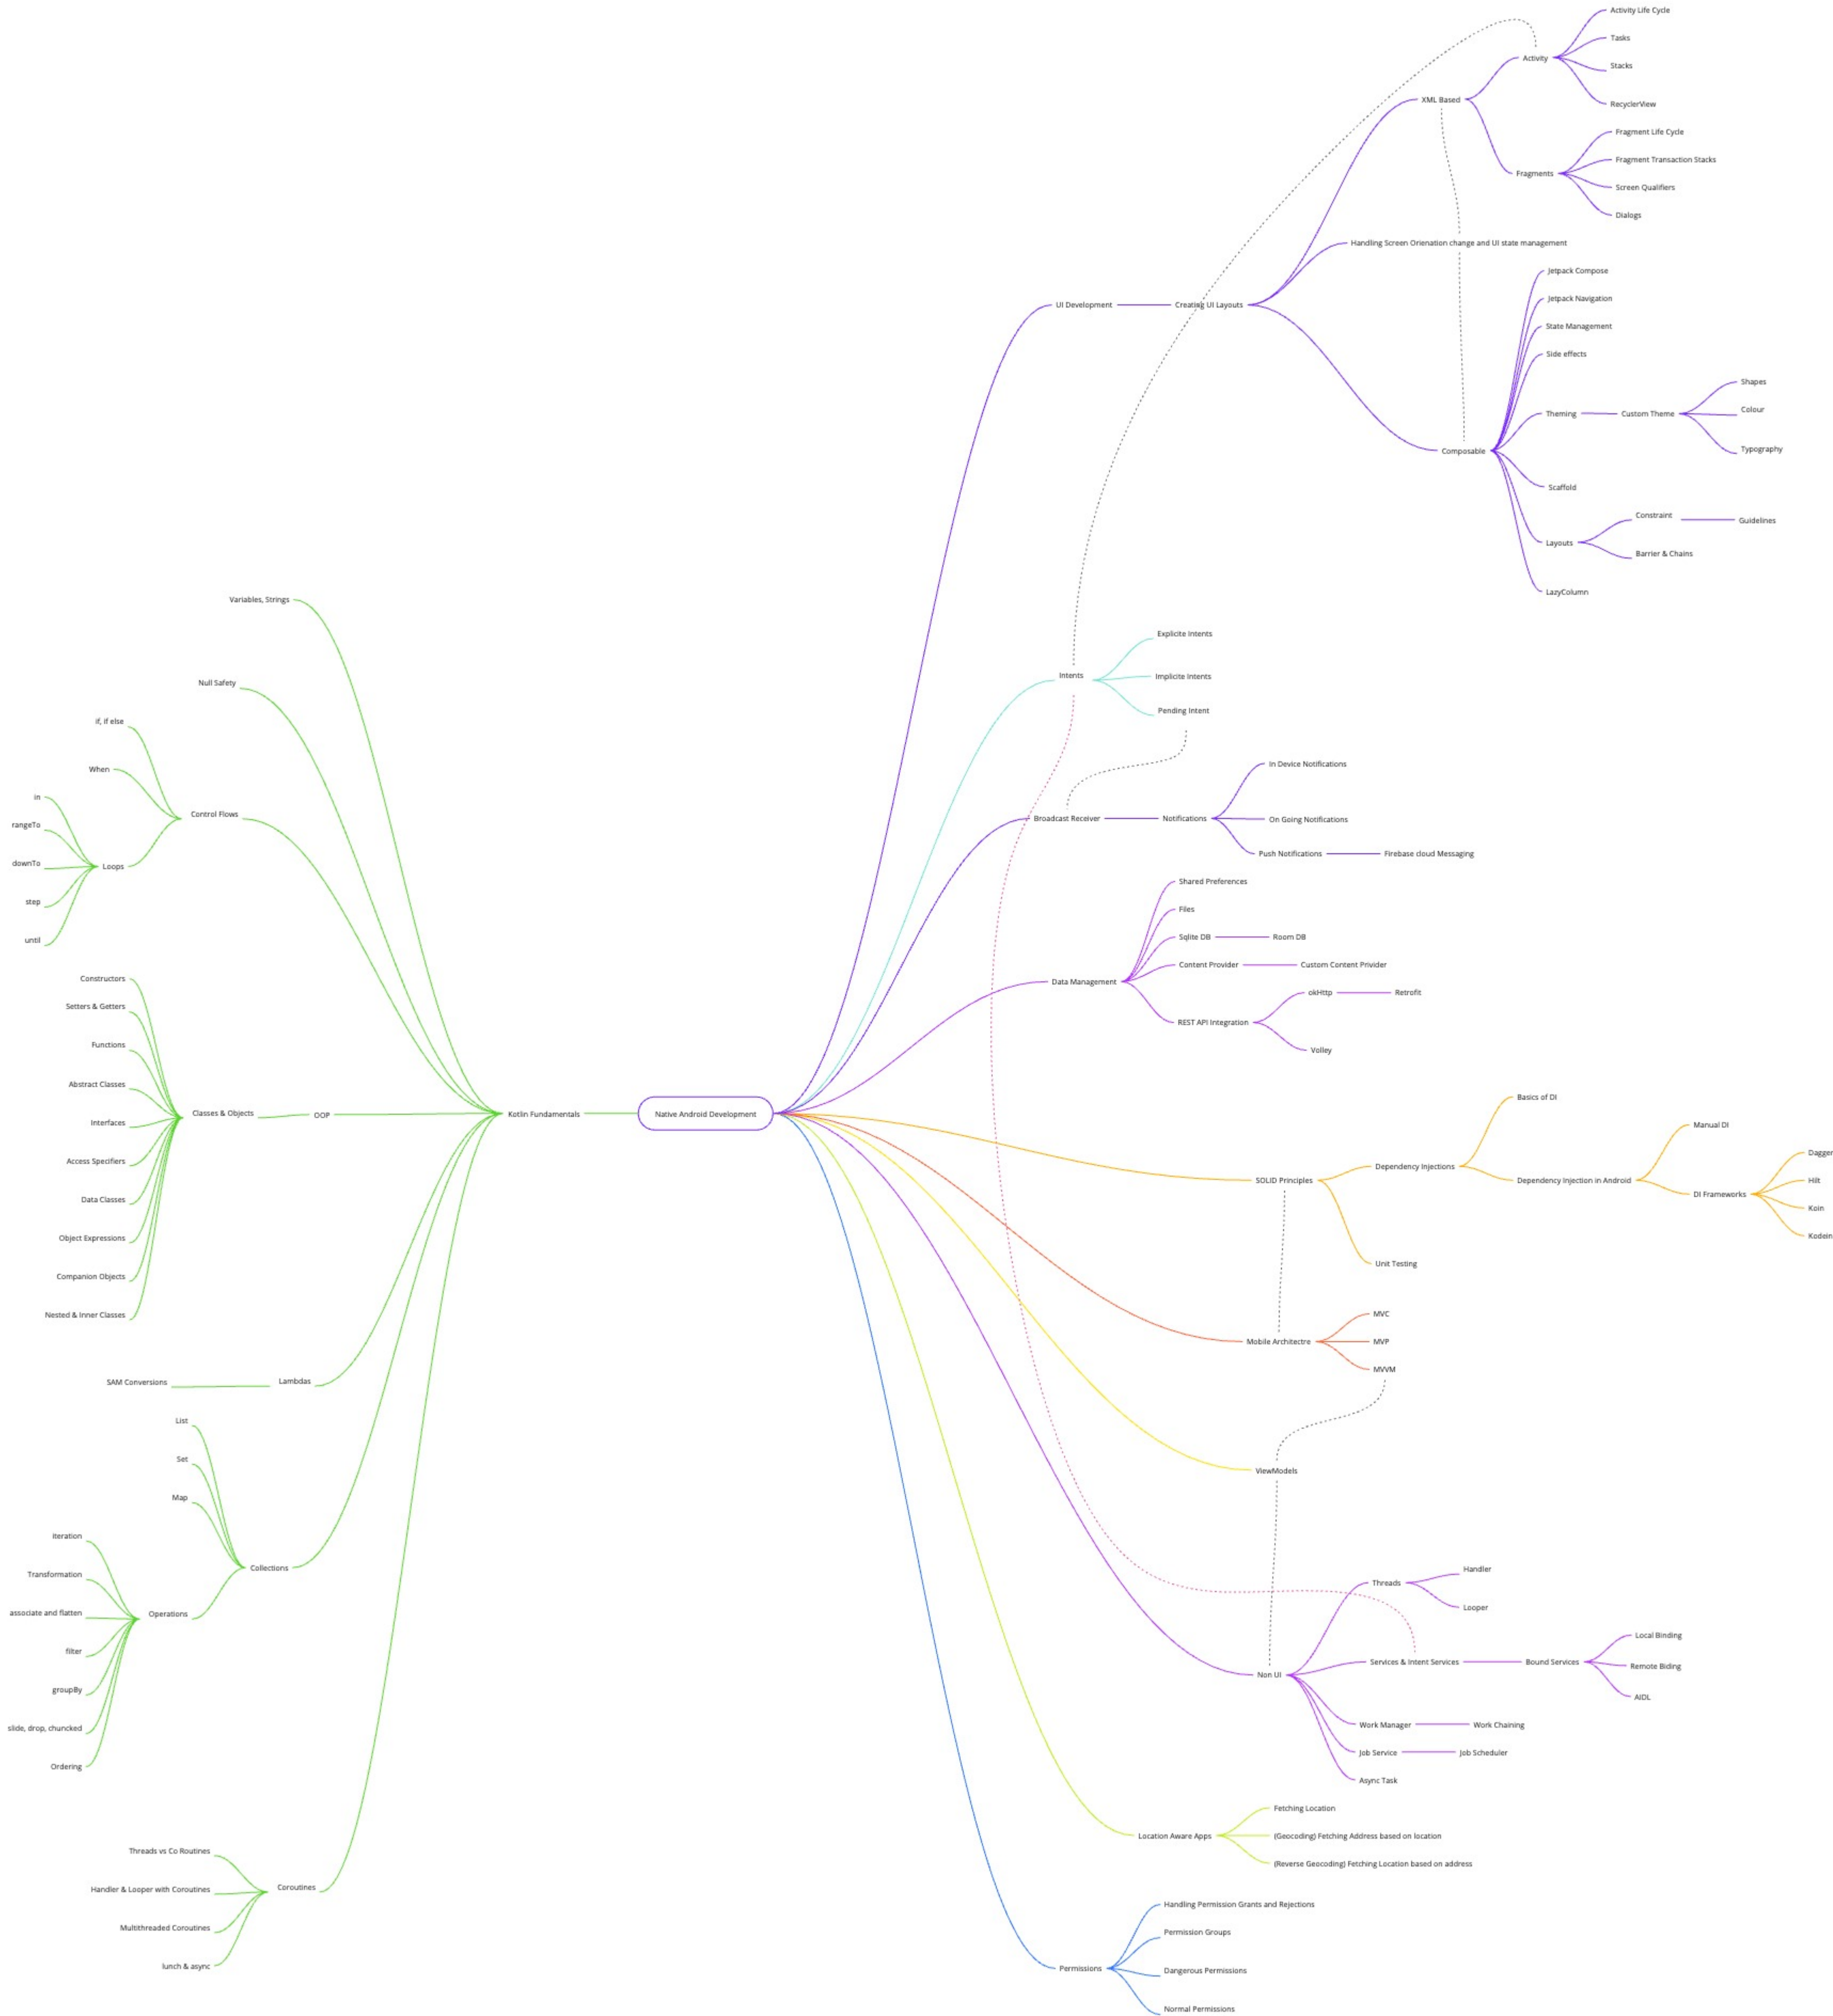 Native Android Development
Kotlin Fundamentals
Variables, Strings
Null Safety
Control Flows
if, if else
When
Loops
in
rangeTo
downTo
step
until
OOP
Classes & Objects
Constructors
Setters & Getters
Functions
Abstract Classes
Interfaces
Access Specifiers
Data Classes
Object Expressions
Companion Objects
Nested & Inner Classes
Lambdas
SAM Conversions
Collections
List
Set
Map
Operations
Iteration
Transformation
associate and flatten
filter
groupBy
slide, drop, chuncked
Ordering
Coroutines
Threads vs Co Routines
Handler & Looper with Coroutines
Multithreaded Coroutines
lunch & async
UI Development
Creating UI Layouts
XML Based
Activity
Activity Life Cycle
Tasks
Stacks
RecyclerView
Fragments
Fragment Life Cycle
Fragment Transaction Stacks
Screen Qualifiers
Dialogs
Handling Screen Orienation change and UI state management
Composable
Jetpack Compose
Jetpack Navigation
State Management
Side effects
Theming
Custom Theme
Shapes
Colour
Typography
Scaffold
Layouts
Constraint
Guidelines
Barrier & Chains
LazyColumn
Intents
Explicite Intents
Implicite Intents
Pending Intent
Broadcast Receiver
Notifications
In Device Notifications
On Going Notifications
Push Notifications
Firebase cloud Messaging
Data Management
Shared Preferences
Files
Sqlite DB
Room DB
Content Provider
Custom Content Privider
REST API Integration
okHttp
Retrofit
Volley
SOLID Principles
Dependency Injections
Basics of DI
Dependency Injection in Android
Manual DI
DI Frameworks
Dagger
Hilt
Koin
Kodein
Unit Testing
Mobile Architectre
MVC
MVP
MVVM
ViewModels
Non UI
Threads
Handler
Looper
Services & Intent Services
Bound Services
Local Binding
Remote Biding
AIDL
Work Manager
Work Chaining
Job Service
Job Scheduler
Async Task
Location Aware Apps
Fetching Location
(Geocoding) Fetching Address based on location
(Reverse Geocoding) Fetching Location based on address
Permissions
Handling Permission Grants and Rejections
Permission Groups
Dangerous Permissions
Normal Permissions